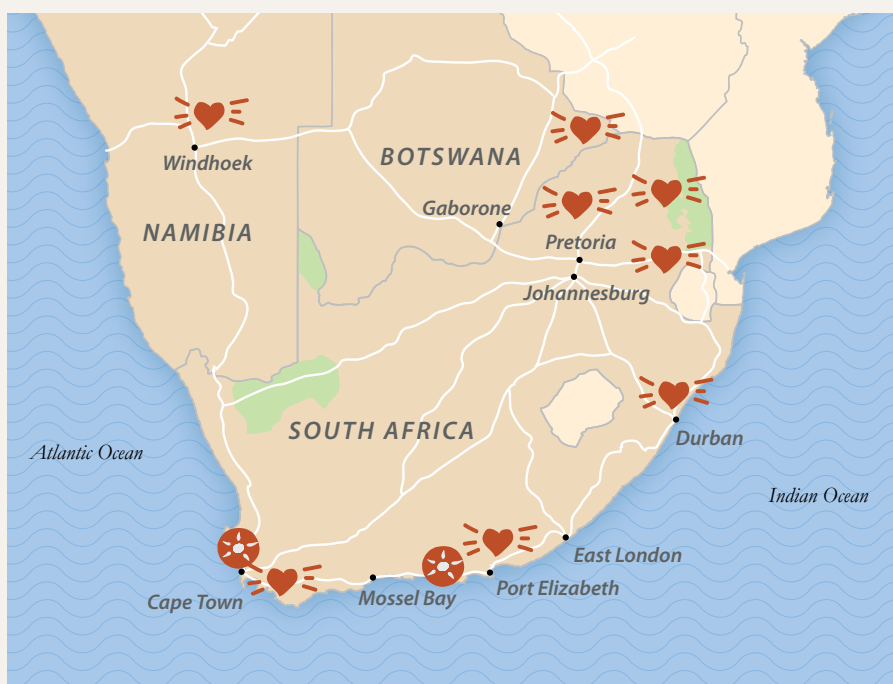 Windhoek
BOTSWANA
Gaborone
NAMIBIA
Pretoria
Johannesburg
SOUTH AFRICA
Durban
Atlantic Ocean
Indian Ocean
East London
Port Elizabeth
Mossel Bay
Cape Town